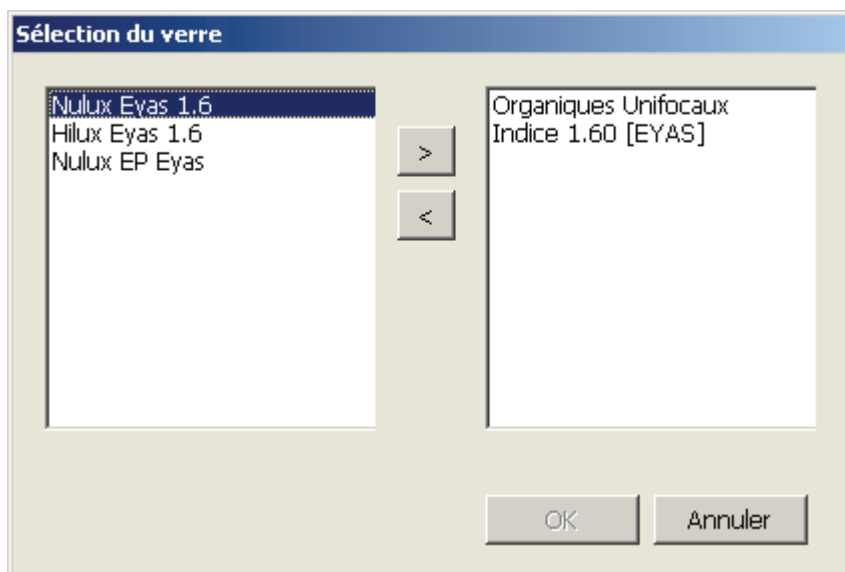 Sélection du verre
Nulux Eyas 1.6
Hilux Eyas 1.6
Nulux EP Eyas
>
<
Organiques Unifocaux
Indice 1.60 [EYAS]
OK
Annuler